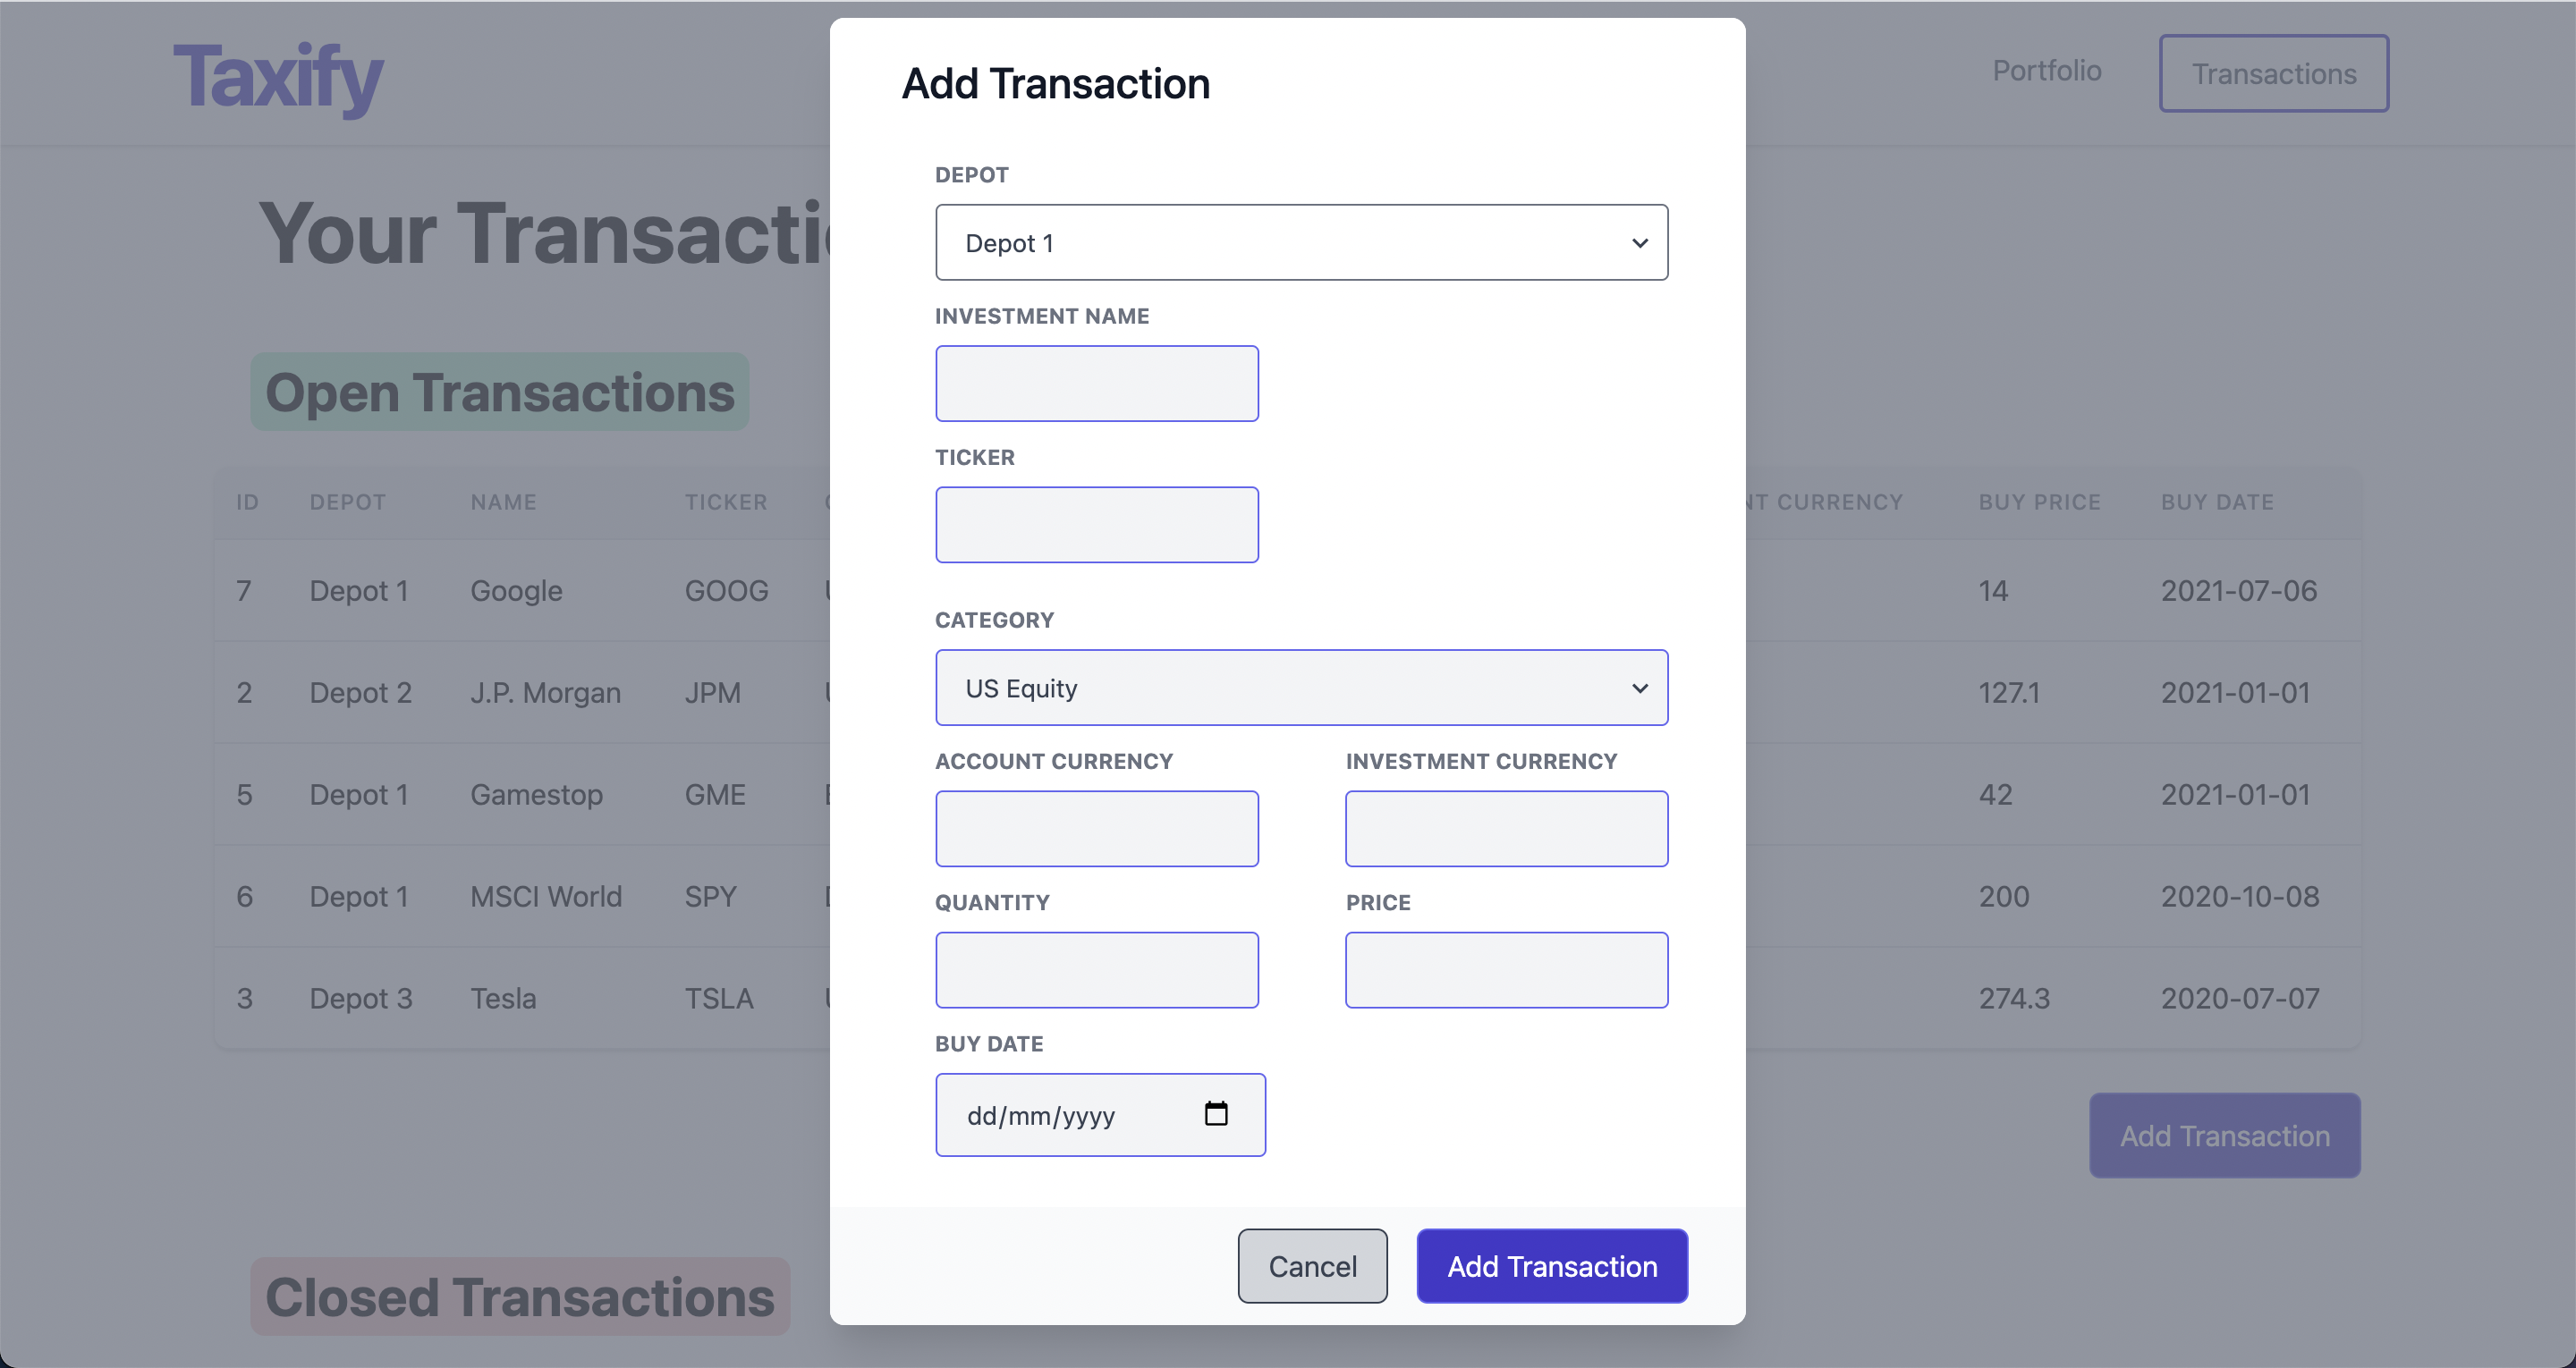 Taxify
Portfolio
Transactions
Your
Open Transactions
ID DEPOT NAME TICKER CURRENCY BUY PRICE BUY DATE
7 Depot 1 Google GOOG 14 2021-07-06
2 Depot 2 J.P. Morgan JPM 127.1 2021-01-01
5 Depot 1 Gamestop GME 42 2021-01-01
6 Depot 1 MSCI World SPY 200 2020-10-08
3 Depot 3 Tesla TSLA 274.3 2020-07-07
Add Transaction
Closed Transactions
Add Transaction
DEPOT
Depot 1
INVESTMENT NAME
TICKER
CATEGORY
US Equity
ACCOUNT CURRENCY INVESTMENT CURRENCY
QUANTITY PRICE
BUY DATE
dd/mm/yyyy
Cancel Add Transaction